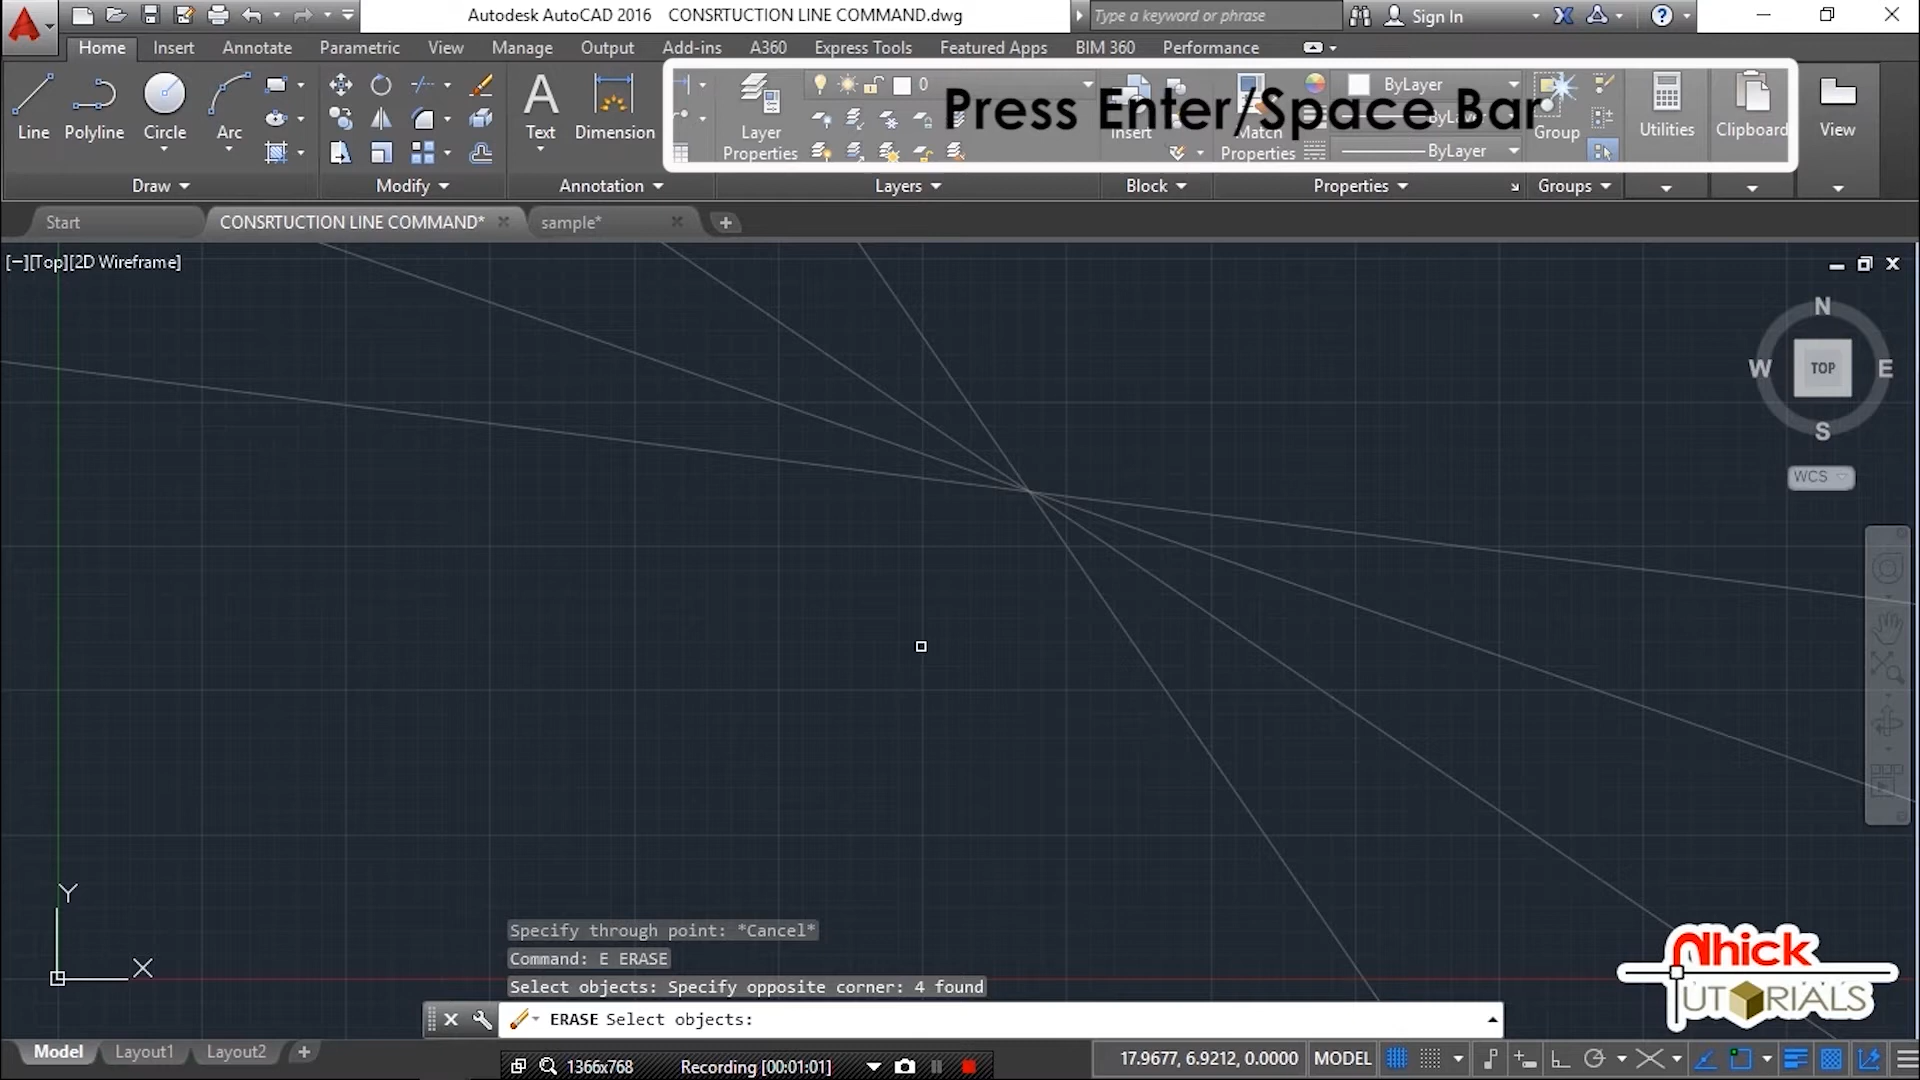 Autodesk AutoCAD 2016 CONSRTUCTION LINE COMMAND.dwg
Type a keyword or phrase
Sign In
Home Insert Annotate Parametric View Manage Output Add-ins A360 Express Tools Featured Apps BIM 360 Performance
Press Enter/Space Bar
0
ByLayer
Line Polyline Circle Arc
Text Dimension
Layer Properties
Insert
Match Properties
ByLayer
ByLayer
Group
Utilities
Clipboard
View
Draw Modify Annotation Layers Block Properties Groups
Start CONSRTUCTION LINE COMMAND* sample*
[−][Top][2D Wireframe]
N
W TOP E
S
WCS
Y
X
Specify through point: *Cancel*
Command: E ERASE
Select objects: Specify opposite corner: 4 found
ERASE Select objects:
Nhick
TUTORIALS
Model Layout1 Layout2
1366x768 Recording [00:01:01]
17.9677, 6.9212, 0.0000 MODEL